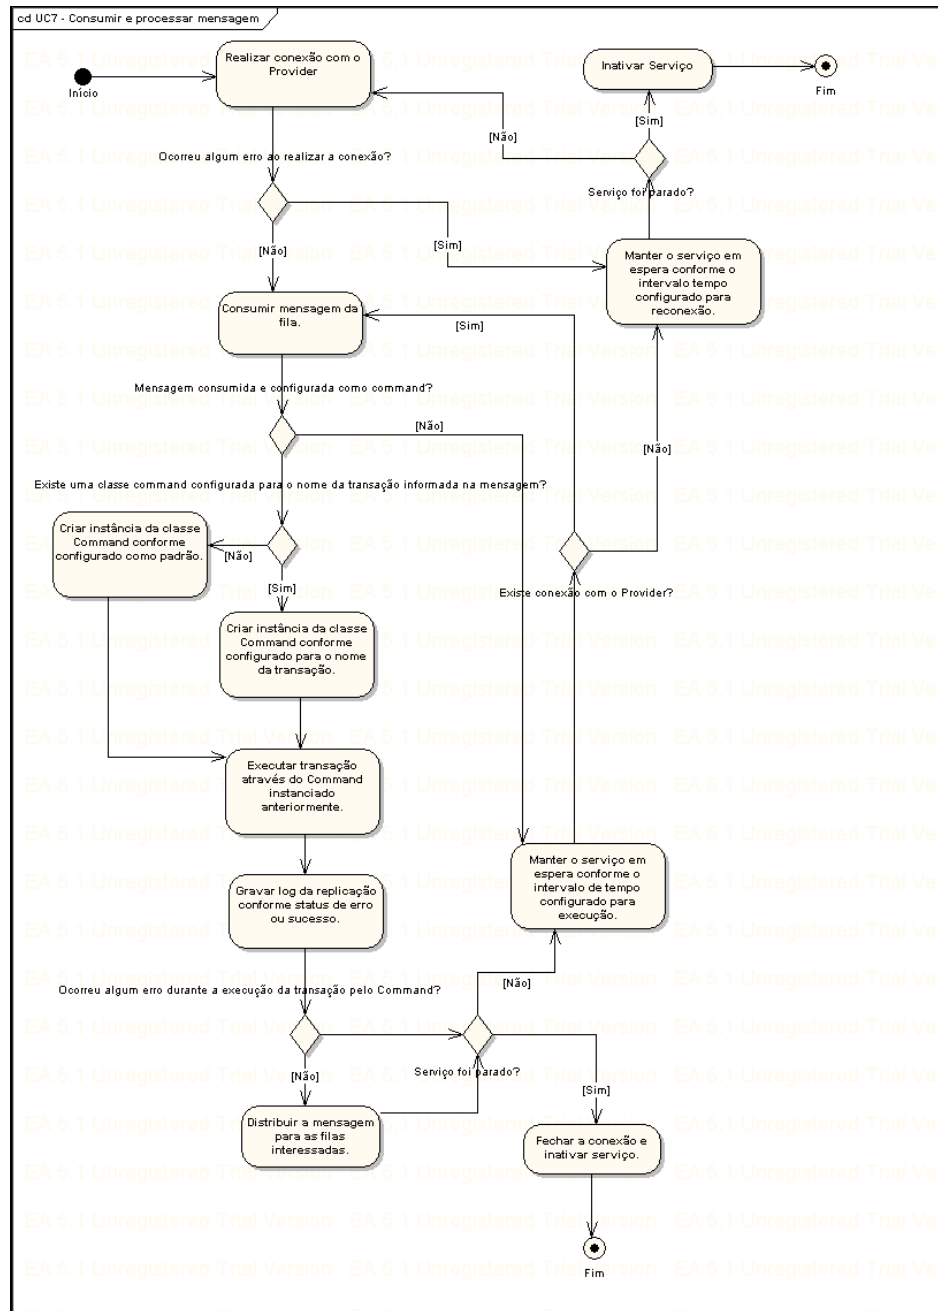 cd UC7 - Consumir e processar mensagem
Realizar conexão com o
Provider
Início
Inativar Serviço
Fim
[Sim]
[Não]
Ocorreu algum erro ao realizar a conexão?
Serviço foi parado?
[Sim]
[Não]
Manter o serviço em
espera conforme o
intervalo tempo
configurado para
reconexão.
Consumir mensagem da
fila.
[Sim]
Mensagem consumida e configurada como command?
[Não]
[Não]
Existe uma classe command configurada para o nome da transação informada na mensagem?
Criar instância da classe
Command conforme
configurado como padrão.
[Não]
[Sim]
Existe conexão com o Provider?
Criar instância da classe
Command conforme
configurado para o nome
da transação.
Executar transação
através do Command
instanciado
anteriormente.
Manter o serviço em
espera conforme o
intervalo de tempo
configurado para
execução.
Gravar log da replicação
conforme status de erro
ou sucesso.
[Não]
Ocorreu algum erro durante a execução da transação pelo Command?
[Não]
Serviço foi parado?
[Sim]
Distribuir a mensagem
para as filas
interessadas.
Fechar a conexão e
inativar serviço.
Fim
EA 5.1 Unregistered Trial Version